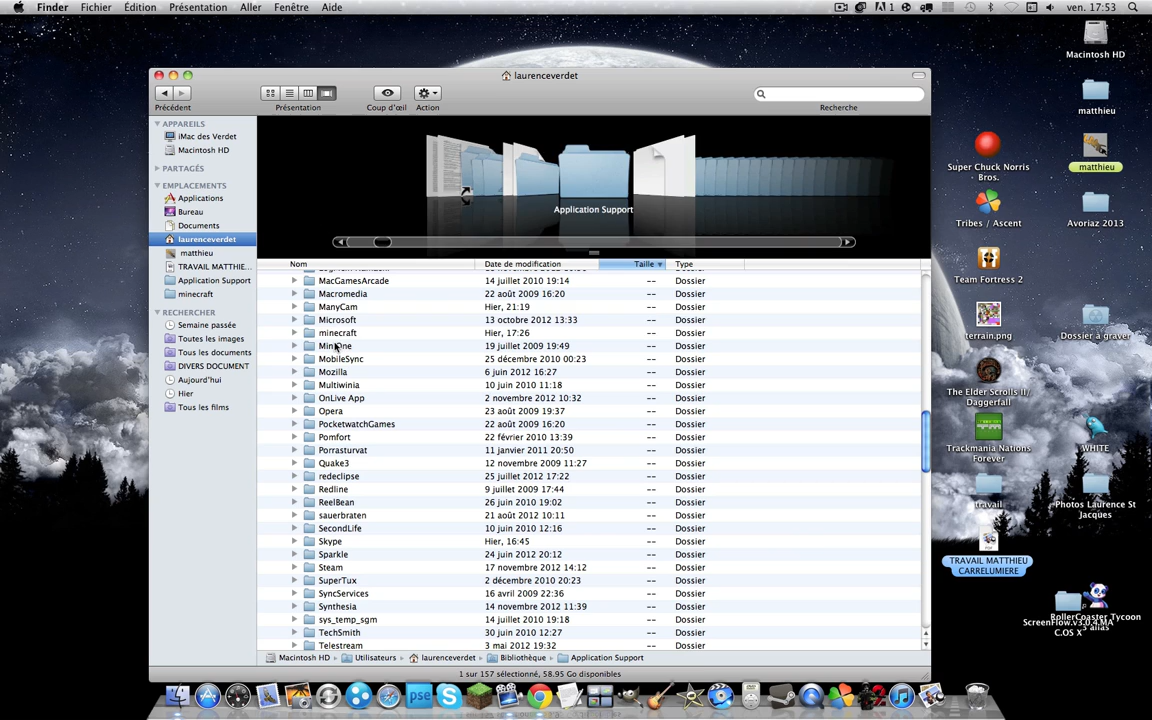 Finder Fichier Édition Présentation Aller Fenêtre Aide
1 ven. 17:53
laurenceverdet
Précédent Présentation Coup d'œil Action Recherche
APPAREILS
iMac des Verdet
Macintosh HD
PARTAGÉS
EMPLACEMENTS
Applications
Bureau
Documents
laurenceverdet
matthieu
TRAVAIL MATTHIE...
Application Support
minecraft
RECHERCHER
Semaine passée
Toutes les images
Tous les documents
DIVERS DOCUMENT
Aujourd'hui
Hier
Tous les films
Application Support
Nom Date de modification Taille Type
MacGamesArcade 14 juillet 2010 19:14 -- Dossier
Macromedia 22 août 2009 16:20 -- Dossier
ManyCam Hier, 21:19 -- Dossier
Microsoft 13 octobre 2012 13:33 -- Dossier
minecraft Hier, 17:26 -- Dossier
19 juillet 2009 19:49 -- Dossier
MobileSync 25 décembre 2010 00:23 -- Dossier
Mozilla 6 juin 2012 16:27 -- Dossier
Multiwinia 10 juin 2010 11:18 -- Dossier
OnLive App 2 novembre 2012 10:32 -- Dossier
Opera 23 août 2009 19:37 -- Dossier
PocketwatchGames 22 août 2009 16:20 -- Dossier
Pomfort 22 février 2010 13:39 -- Dossier
Porrasturvat 11 janvier 2011 20:50 -- Dossier
Quake3 12 novembre 2009 11:27 -- Dossier
redeclipse 25 juillet 2012 17:22 -- Dossier
Redline 9 juillet 2009 17:44 -- Dossier
ReelBean 26 juin 2010 19:02 -- Dossier
sauerbraten 21 août 2012 10:11 -- Dossier
SecondLife 10 juin 2010 12:16 -- Dossier
Skype Hier, 16:45 -- Dossier
Sparkle 24 juin 2012 20:12 -- Dossier
Steam 17 novembre 2012 14:12 -- Dossier
SuperTux 2 décembre 2010 20:23 -- Dossier
SyncServices 16 avril 2009 22:36 -- Dossier
Synthesia 14 novembre 2012 11:39 -- Dossier
sys_temp_sgm 14 juillet 2010 19:18 -- Dossier
TechSmith 30 juin 2010 12:27 -- Dossier
Telestream 3 mai 2012 19:32 -- Dossier
Macintosh HD Utilisateurs laurenceverdet Bibliothèque Application Support
1 sur 157 sélectionné, 58.95 Go disponibles
Macintosh HD
matthieu
Super Chuck Norris
Bros.
matthieu
Tribes / Ascent
Avoriaz 2013
Team Fortress 2
terrain.png
Dossier à graver
The Elder Scrolls II/
Daggerfall
Trackmania Nations
Forever
WHITE
travail
Photos Laurence St
Jacques
TRAVAIL MATTHIEU
CARRELUMIERE
RollerCoaster Tycoon
3 alias
ScreenFlow.v3.0.4.MA
C.OS X
pse